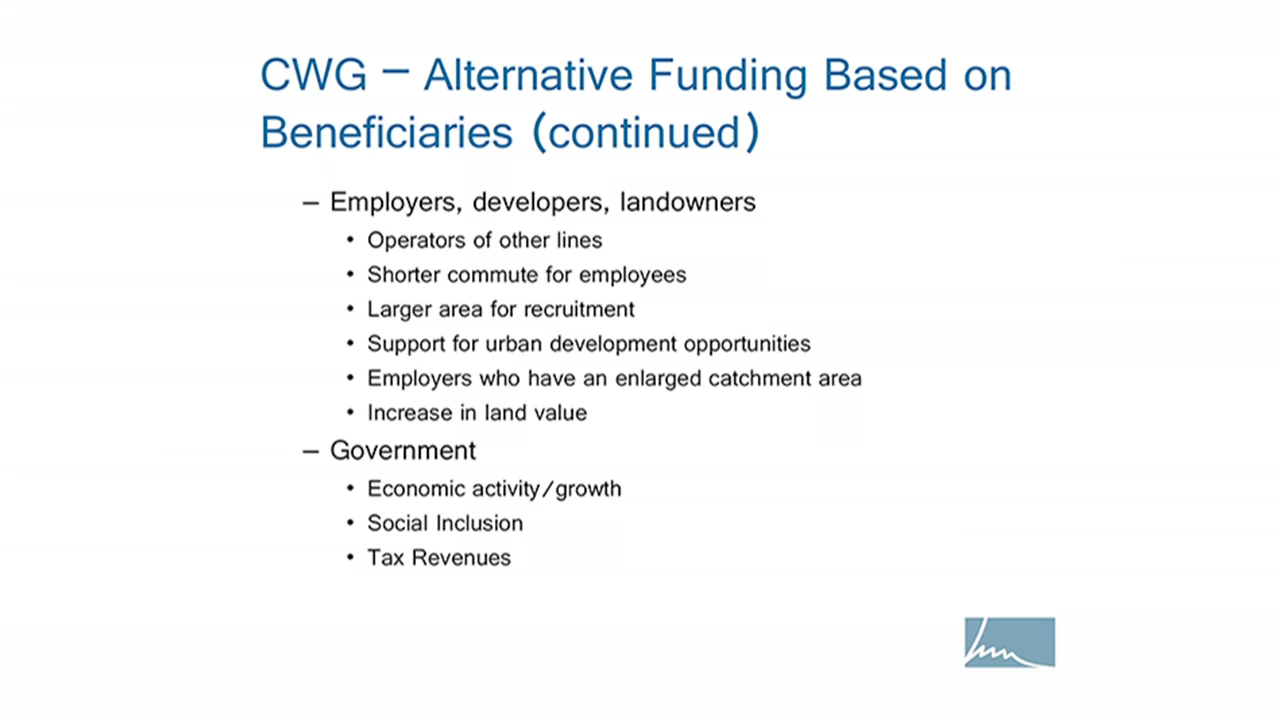 CWG – Alternative Funding Based on
Beneficiaries (continued)
– Employers, developers, landowners
• Operators of other lines
• Shorter commute for employees
• Larger area for recruitment
• Support for urban development opportunities
• Employers who have an enlarged catchment area
• Increase in land value
– Government
• Economic activity/growth
• Social Inclusion
• Tax Revenues